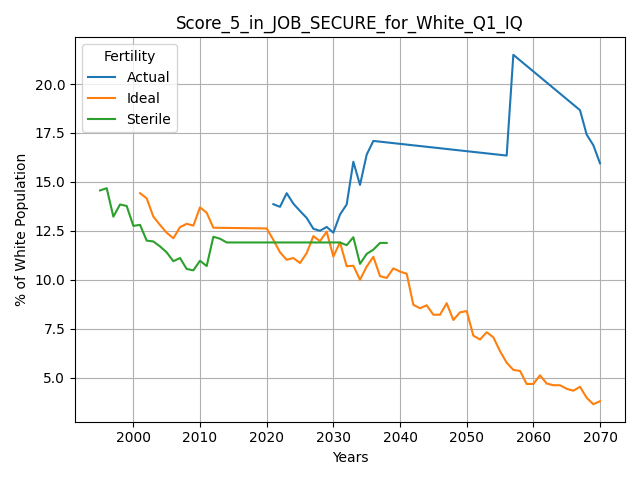 Score_5_in_JOB_SECURE_for_White_Q1_IQ
Fertility
Actual
Ideal
Sterile
% of White Population
20.0
17.5
15.0
12.5
10.0
7.5
5.0
2000 2010 2020 2030 2040 2050 2060 2070
Years